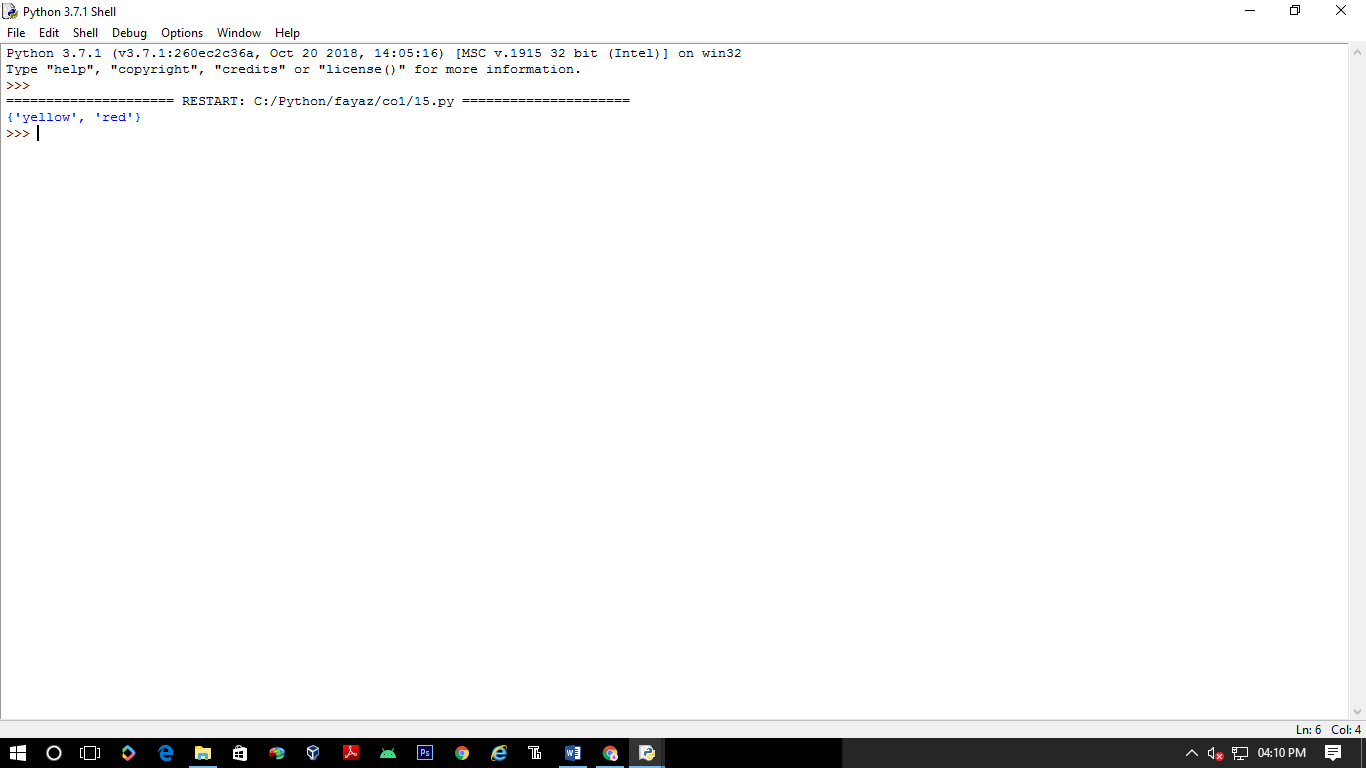 Python 3.7.1 Shell
File Edit Shell Debug Options Window Help
Python 3.7.1 (v3.7.1:260ec2c36a, Oct 20 2018, 14:05:16) [MSC v.1915 32 bit (Intel)] on win32
Type "help", "copyright", "credits" or "license()" for more information.
>>>
===================== RESTART: C:/Python/fayaz/co1/15.py =====================
{'yellow', 'red'}
>>>
Ln: 6 Col: 4
Ps
04:10 PM